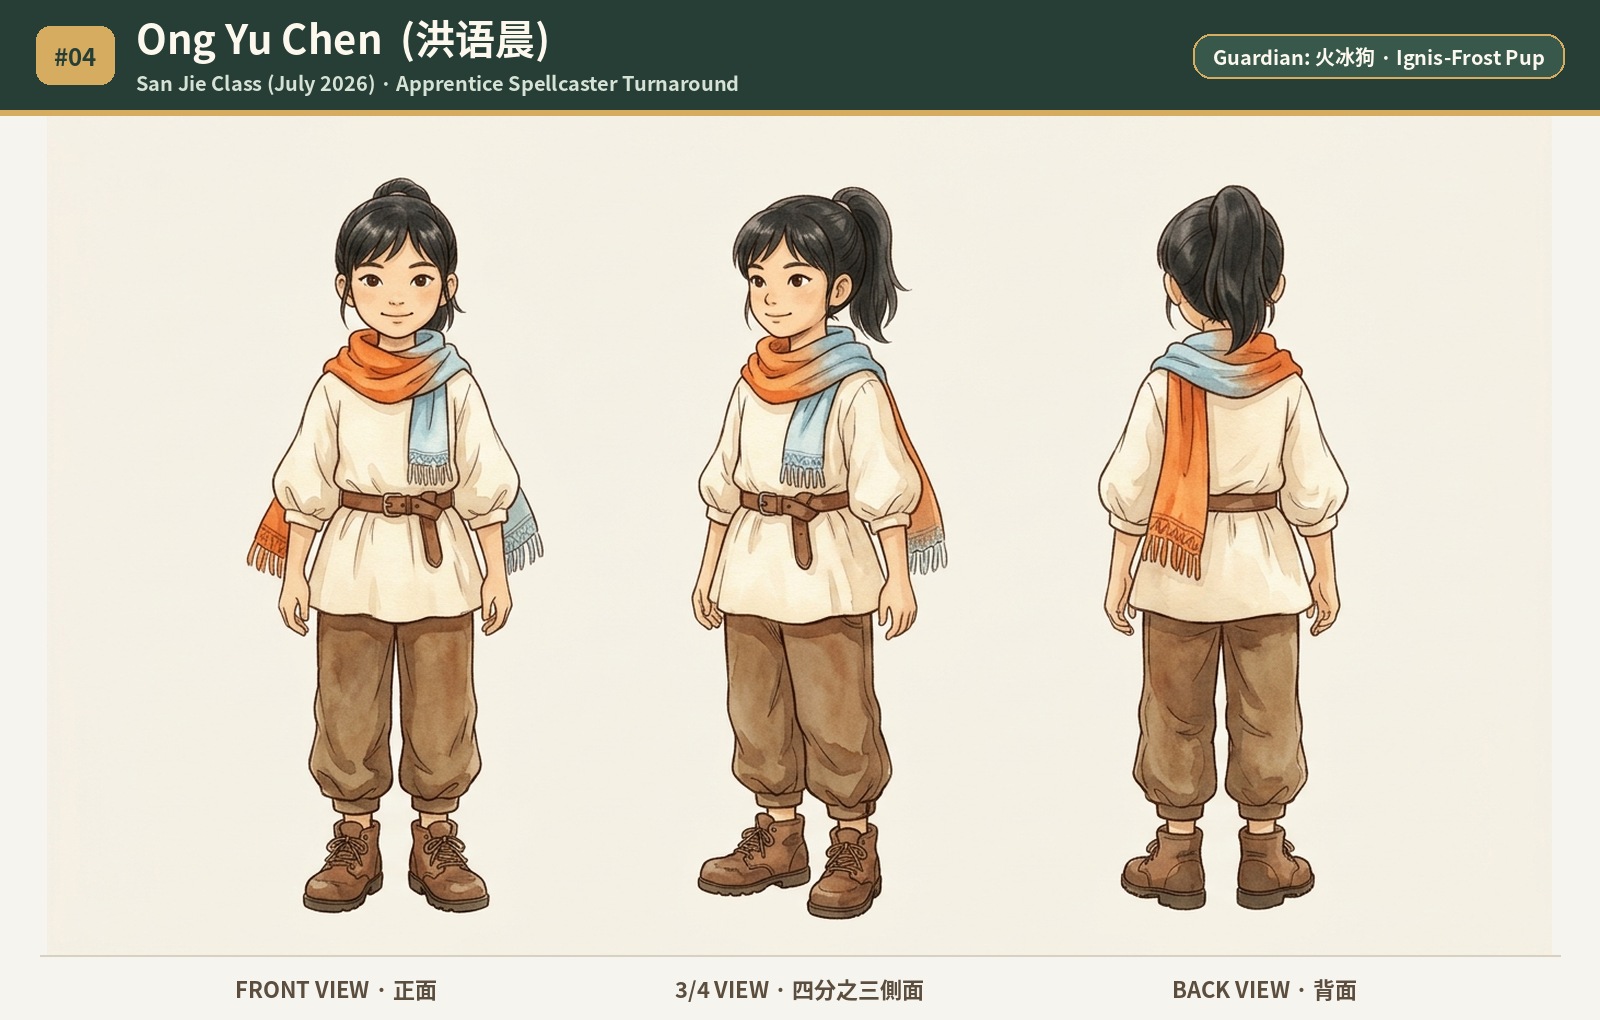 #04
Ong Yu Chen (洪语晨)
San Jie Class (July 2026) · Apprentice Spellcaster Turnaround
Guardian: 火冰狗 · Ignis-Frost Pup
FRONT VIEW · 正面
3/4 VIEW · 四分之三側面
BACK VIEW · 背面